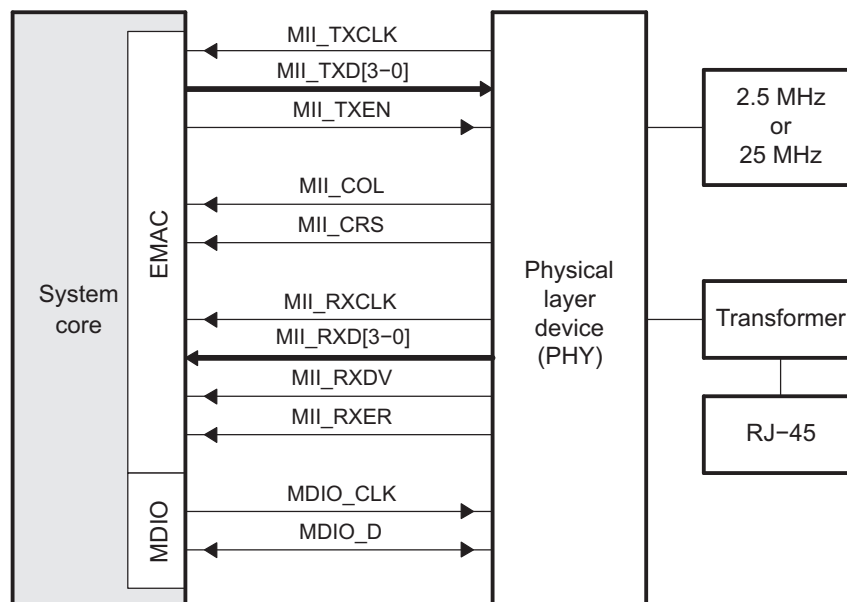 System
core
EMAC
MDIO
MII_TXCLK
MII_TXD[3−0]
MII_TXEN
MII_COL
MII_CRS
MII_RXCLK
MII_RXD[3−0]
MII_RXDV
MII_RXER
MDIO_CLK
MDIO_D
Physical
layer
device
(PHY)
2.5 MHz
or
25 MHz
Transformer
RJ−45